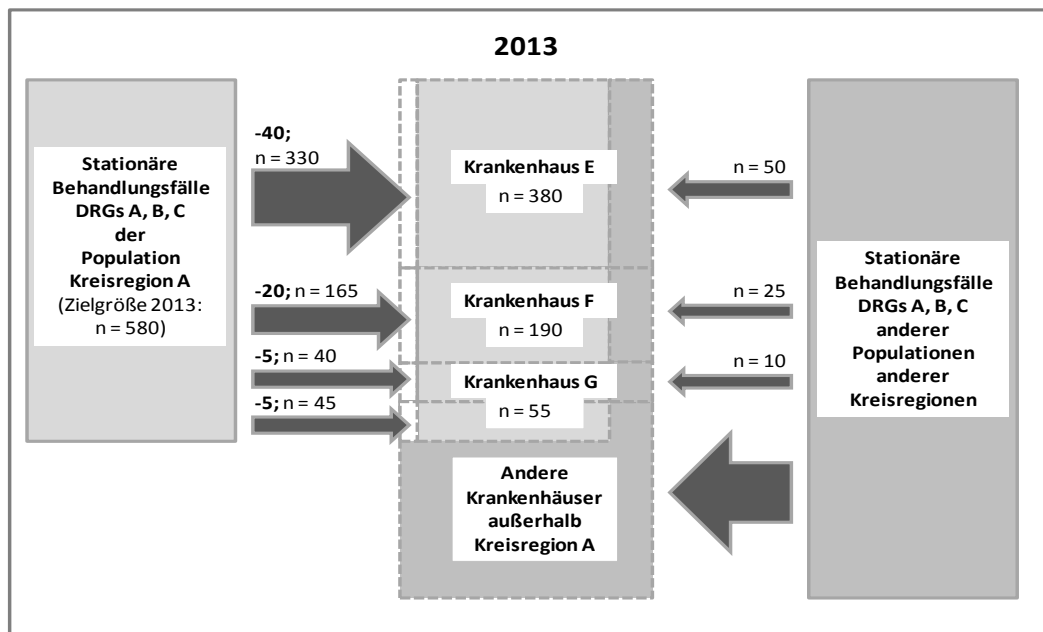 2013
Stationäre
Behandlungsfälle
DRGs A, B, C
der
Population
Kreisregion A
(Zielgröße 2013:
n = 580)
-40;
n = 330
-20; n = 165
-5; n = 40
-5; n = 45
Krankenhaus E
n = 380
Krankenhaus F
n = 190
Krankenhaus G
n = 55
Andere
Krankenhäuser
außerhalb
Kreisregion A
n = 50
n = 25
n = 10
Stationäre
Behandlungsfälle
DRGs A, B, C
anderer
Populationen
anderer
Kreisregionen